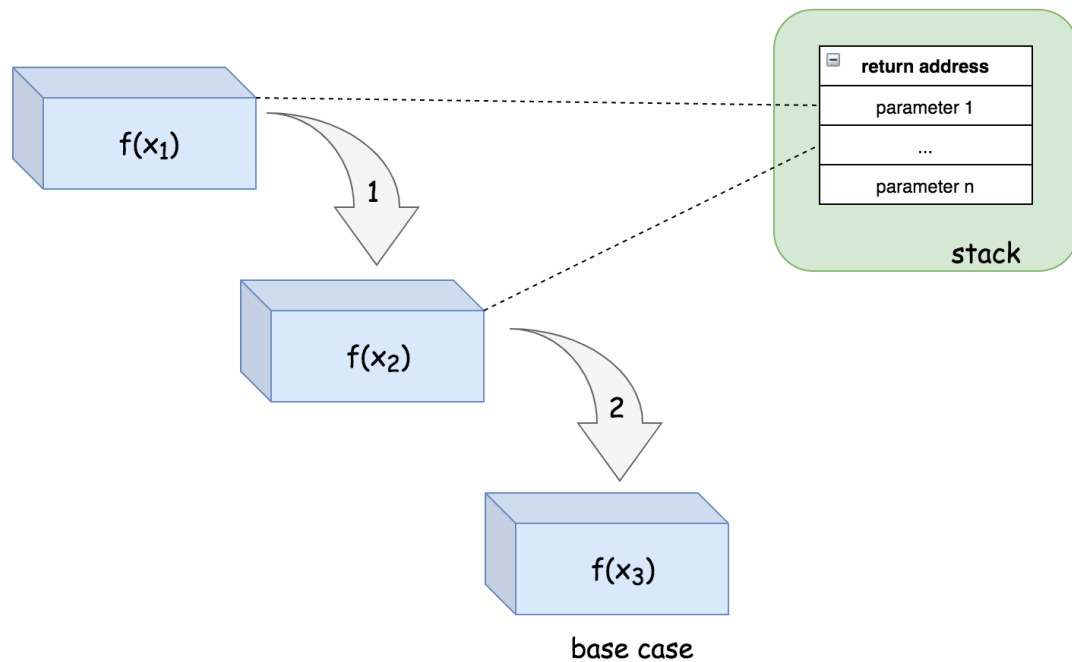 return address
parameter 1
...
parameter n
stack
f(x₁)
1
f(x₂)
2
f(x₃)
base case